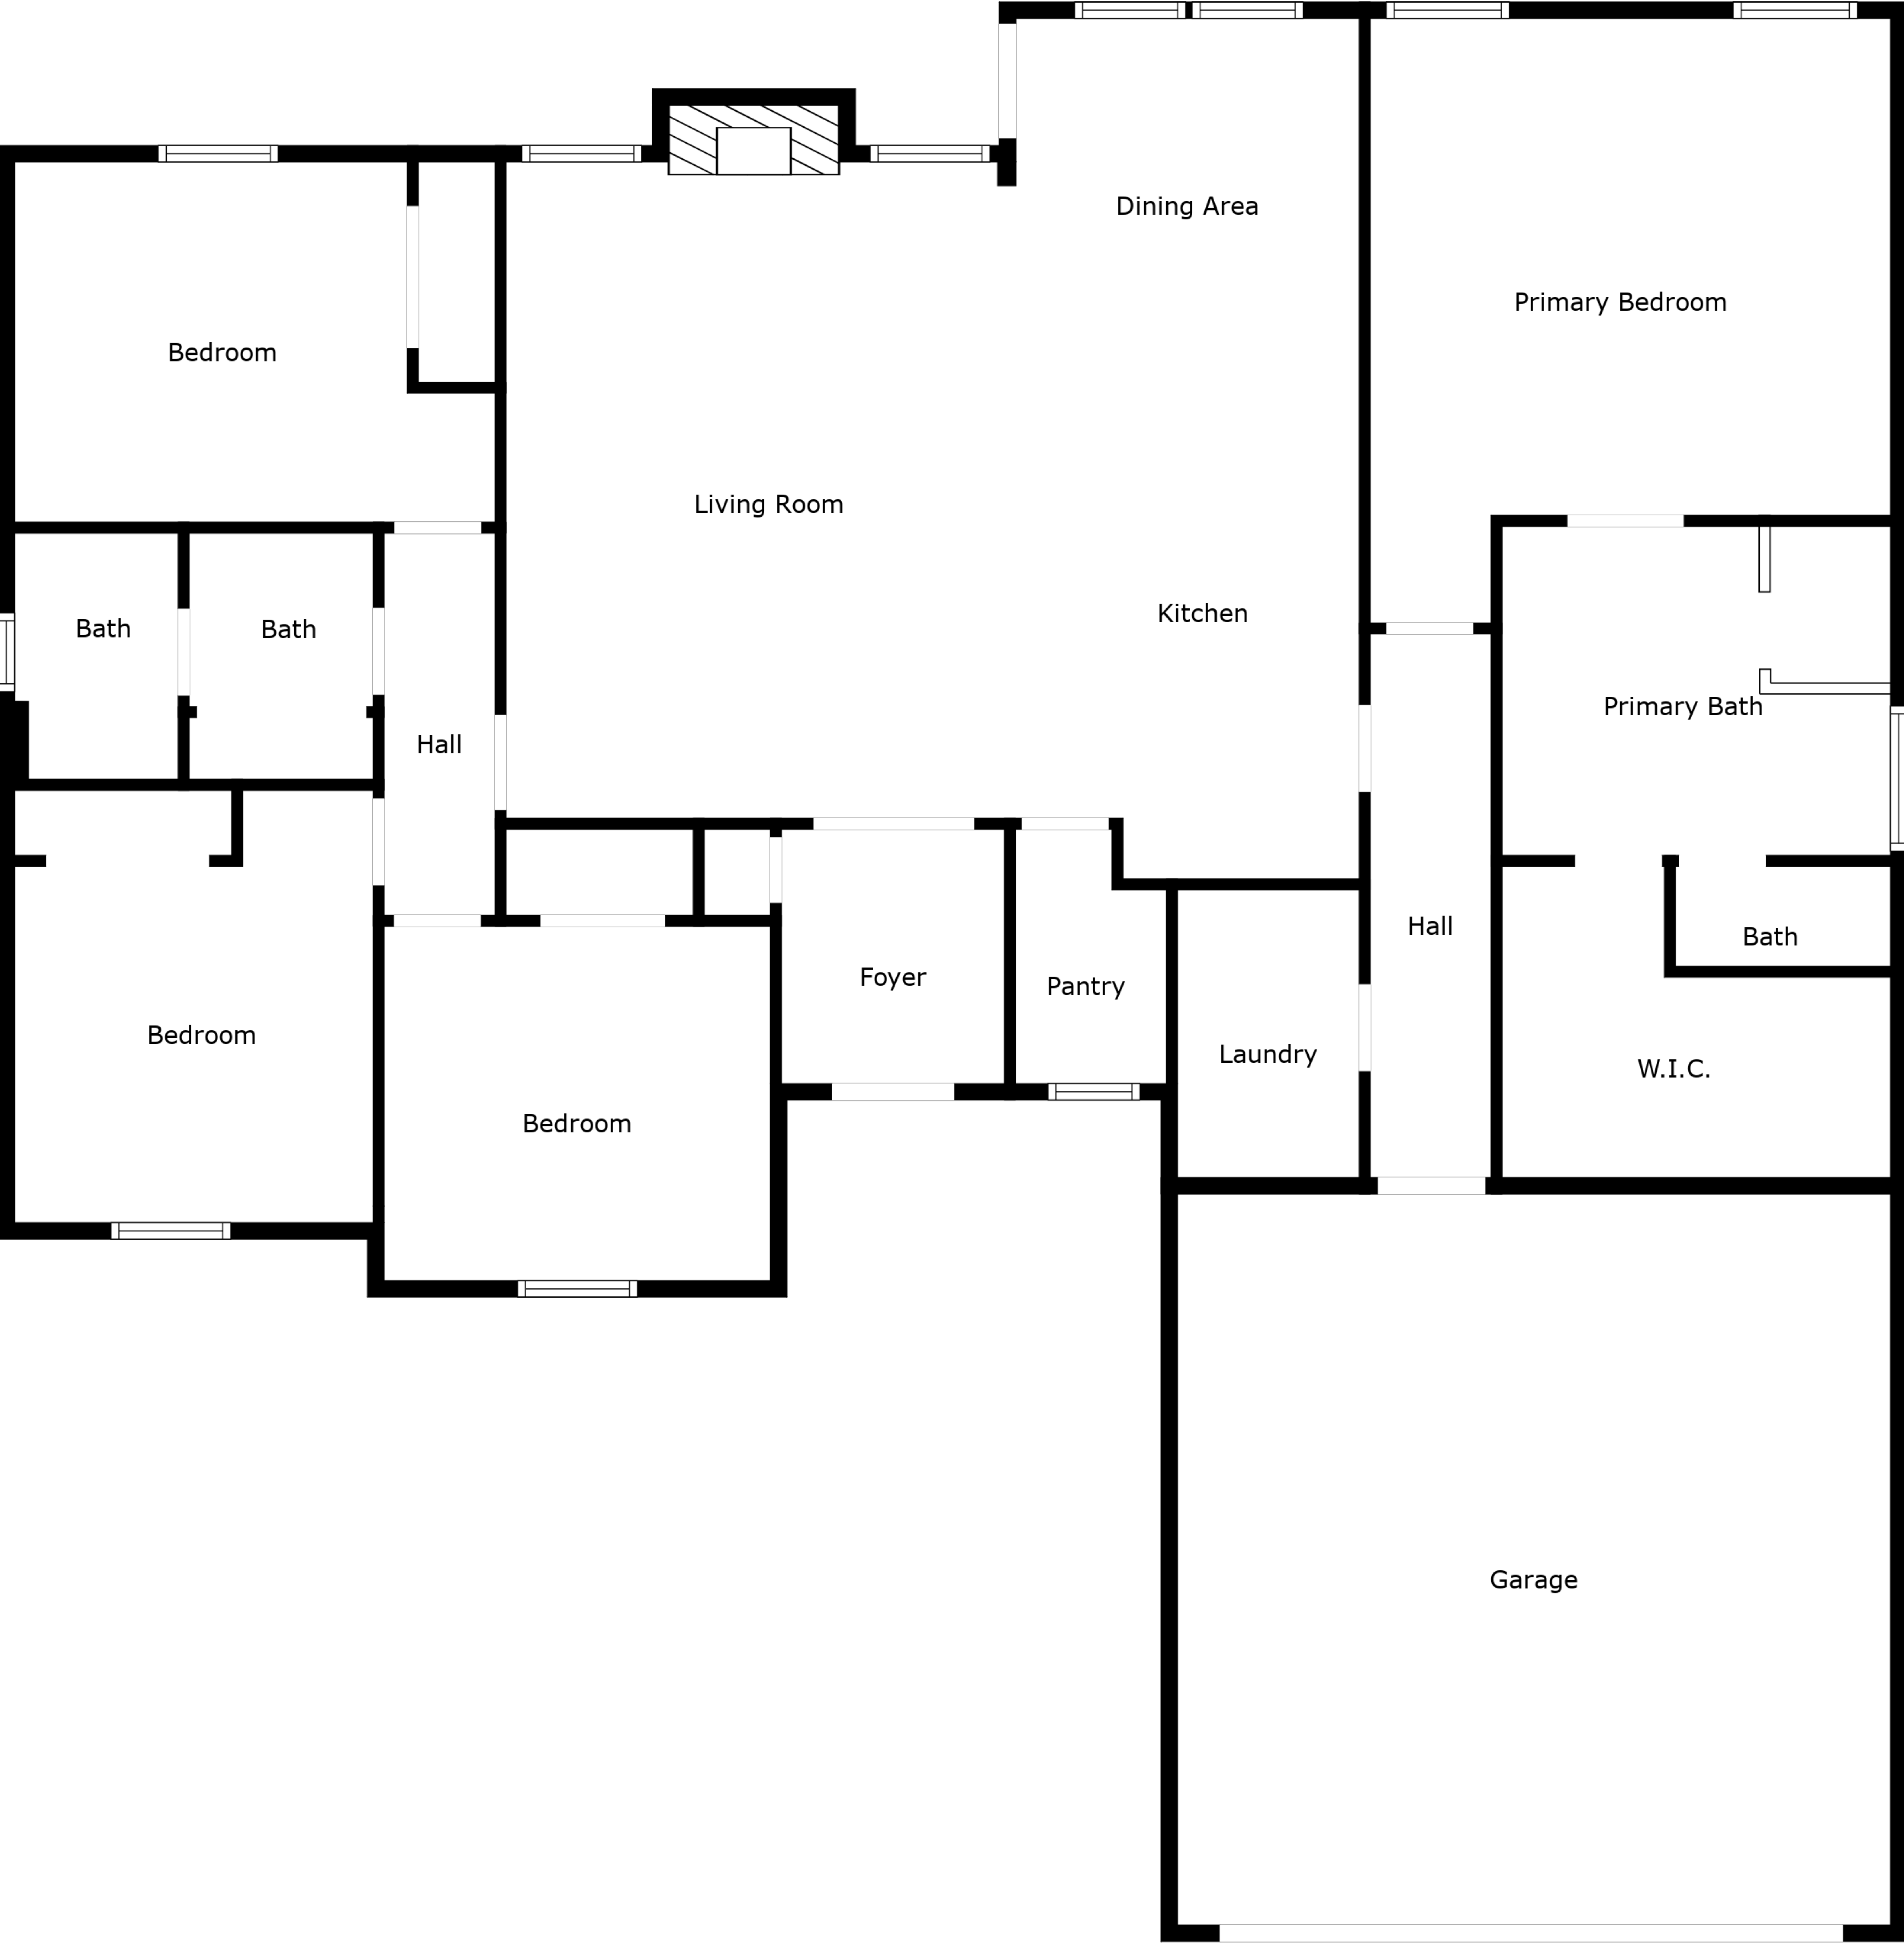 Dining Area
Primary Bedroom
Bedroom
Living Room
Kitchen
Bath
Bath
Primary Bath
Hall
Hall
Bath
Foyer
Pantry
Bedroom
Laundry
W.I.C.
Bedroom
Garage